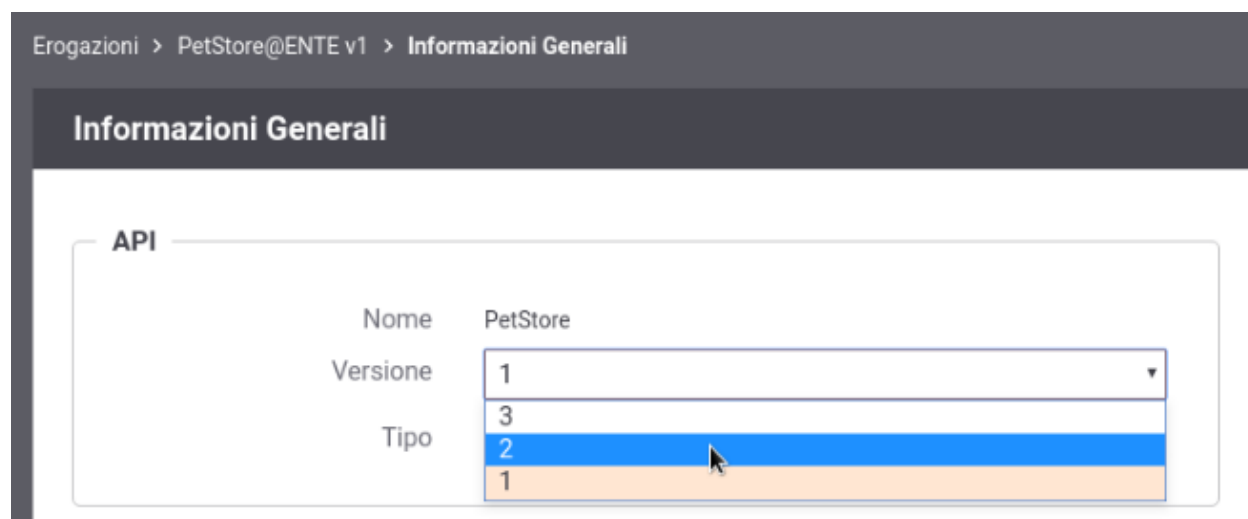 Erogazioni > PetStore@ENTE v1 > Informazioni Generali
Informazioni Generali
API
Nome PetStore
Versione 1
3
Tipo
2
1